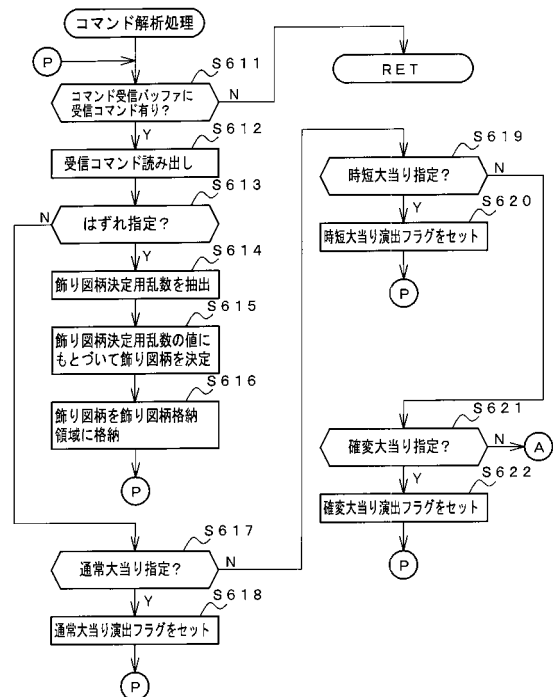 コマンド解析処理
P
S611
コマンド受信バッファに
受信コマンド有り?
N
Y
RET
S612
受信コマンド読み出し
S613
はずれ指定?
N
Y
S614
飾り図柄決定用乱数を抽出
S615
飾り図柄決定用乱数の値に
もとづいて飾り図柄を決定
S616
飾り図柄を飾り図柄格納
領域に格納
P
S617
通常大当り指定?
N
Y
S618
通常大当り演出フラグをセット
P
S619
時短大当り指定?
N
Y
S620
時短大当り演出フラグをセット
P
S621
確変大当り指定?
N
A
Y
S622
確変大当り演出フラグをセット
P